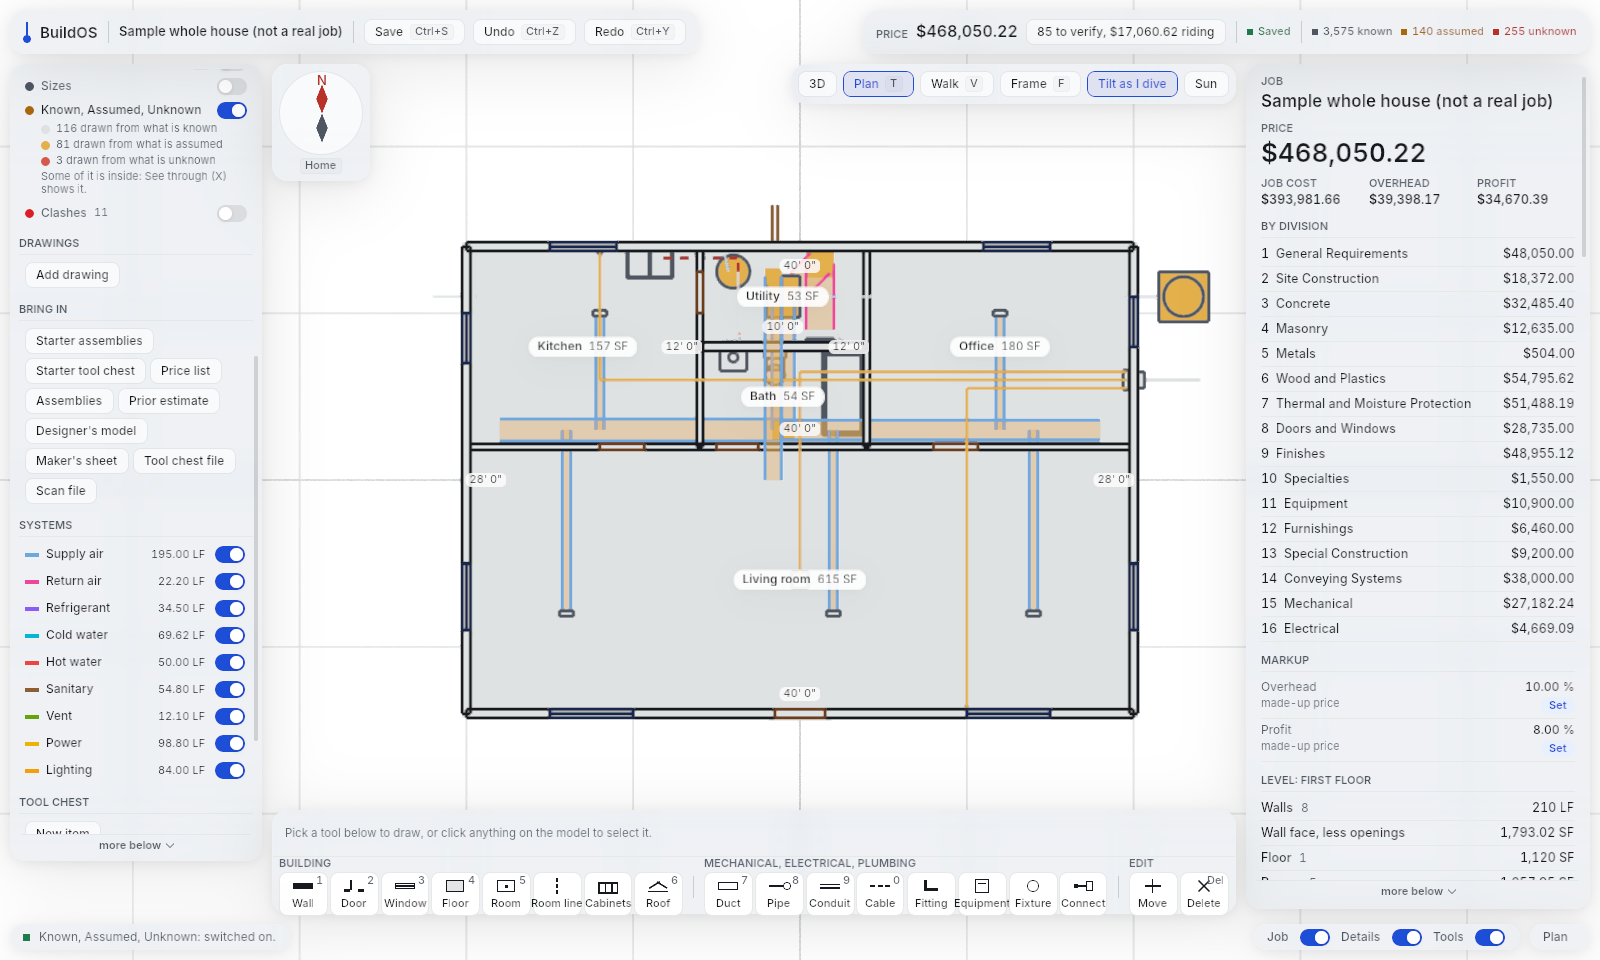 BuildOS
Sample whole house (not a real job)
Save Ctrl+S
Undo Ctrl+Z
Redo Ctrl+Y
PRICE $468,050.22
85 to verify, $17,060.62 riding
Saved
3,575 known
140 assumed
255 unknown
Sizes
Known, Assumed, Unknown
116 drawn from what is known
81 drawn from what is assumed
3 drawn from what is unknown
Some of it is inside: See through (X)
shows it.
Clashes 11
DRAWINGS
Add drawing
BRING IN
Starter assemblies
Starter tool chest
Price list
Assemblies
Prior estimate
Designer's model
Maker's sheet
Tool chest file
Scan file
SYSTEMS
Supply air 195.00 LF
Return air 22.20 LF
Refrigerant 34.50 LF
Cold water 69.62 LF
Hot water 50.00 LF
Sanitary 54.80 LF
Vent 12.10 LF
Power 98.80 LF
Lighting 84.00 LF
TOOL CHEST
New item
more below
N
Home
3D
Plan T
Walk V
Frame F
Tilt as I dive
Sun
40' 0"
Utility 53 SF
10' 0"
Kitchen 157 SF
12' 0"
12' 0"
Office 180 SF
Bath 54 SF
40' 0"
28' 0"
28' 0"
Living room 615 SF
40' 0"
Pick a tool below to draw, or click anything on the model to select it.
BUILDING
Wall 1
Door 2
Window 3
Floor 4
Room 5
Room line
Cabinets
Roof 6
MECHANICAL, ELECTRICAL, PLUMBING
Duct 7
Pipe 8
Conduit 9
Cable 0
Fitting
Equipment
Fixture
Connect
EDIT
Move
Delete Del
Known, Assumed, Unknown: switched on.
JOB
Sample whole house (not a real job)
PRICE
$468,050.22
JOB COST OVERHEAD PROFIT
$393,981.66 $39,398.17 $34,670.39
BY DIVISION
1 General Requirements $48,050.00
2 Site Construction $18,372.00
3 Concrete $32,485.40
4 Masonry $12,635.00
5 Metals $504.00
6 Wood and Plastics $54,795.62
7 Thermal and Moisture Protection $51,488.19
8 Doors and Windows $28,735.00
9 Finishes $48,955.12
10 Specialties $1,550.00
11 Equipment $10,900.00
12 Furnishings $6,460.00
13 Special Construction $9,200.00
14 Conveying Systems $38,000.00
15 Mechanical $27,182.24
16 Electrical $4,669.09
MARKUP
Overhead 10.00 %
made-up price Set
Profit 8.00 %
made-up price Set
LEVEL: FIRST FLOOR
Walls 8 210 LF
Wall face, less openings 1,793.02 SF
Floor 1 1,120 SF
more below
Job
Details
Tools
Plan